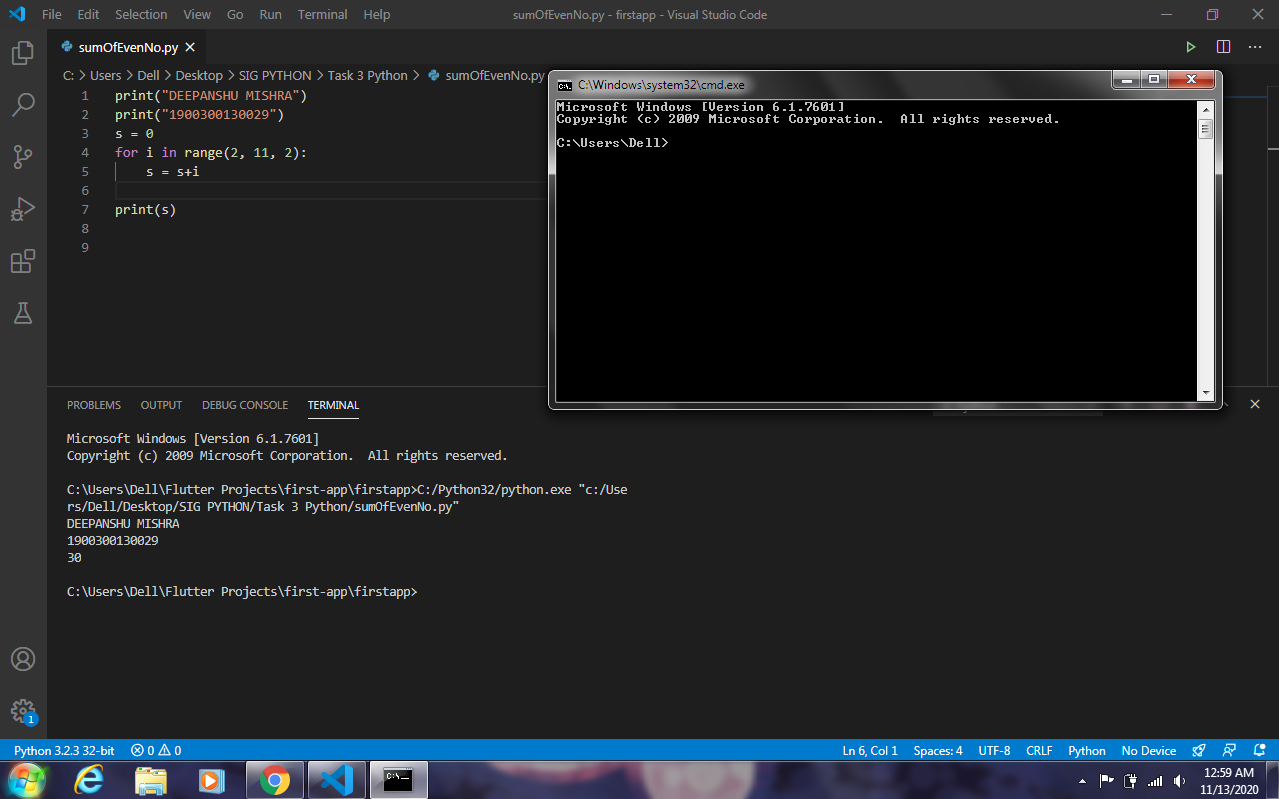 File Edit Selection View Go Run Terminal Help sumOfEvenNo.py - firstapp - Visual Studio Code
sumOfEvenNo.py
C: > Users > Dell > Desktop > SIG PYTHON > Task 3 Python > sumOfEvenNo.py
1 print("DEEPANSHU MISHRA")
2 print("1900300130029")
3 s = 0
4 for i in range(2, 11, 2):
5 s = s+i
6
7 print(s)
8
9
C:\Windows\system32\cmd.exe
Microsoft Windows [Version 6.1.7601]
Copyright (c) 2009 Microsoft Corporation. All rights reserved.
C:\Users\Dell>
PROBLEMS OUTPUT DEBUG CONSOLE TERMINAL
Microsoft Windows [Version 6.1.7601]
Copyright (c) 2009 Microsoft Corporation. All rights reserved.
C:\Users\Dell\Flutter Projects\first-app\firstapp>C:/Python32/python.exe "c:/Use
rs/Dell/Desktop/SIG PYTHON/Task 3 Python/sumOfEvenNo.py"
DEEPANSHU MISHRA
1900300130029
30
C:\Users\Dell\Flutter Projects\first-app\firstapp>
1
Python 3.2.3 32-bit 0 0 Ln 6, Col 1 Spaces: 4 UTF-8 CRLF Python No Device
12:59 AM
11/13/2020